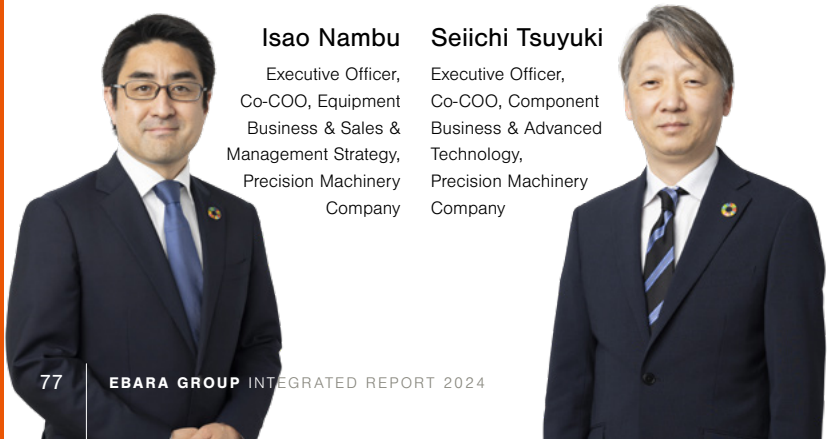 Isao Nambu
Executive Officer,
Co-COO, Equipment
Business & Sales &
Management Strategy,
Precision Machinery
Company
Seiichi Tsuyuki
Executive Officer,
Co-COO, Component
Business & Advanced
Technology,
Precision Machinery
Company
77
EBARA GROUP INTEGRATED REPORT 2024